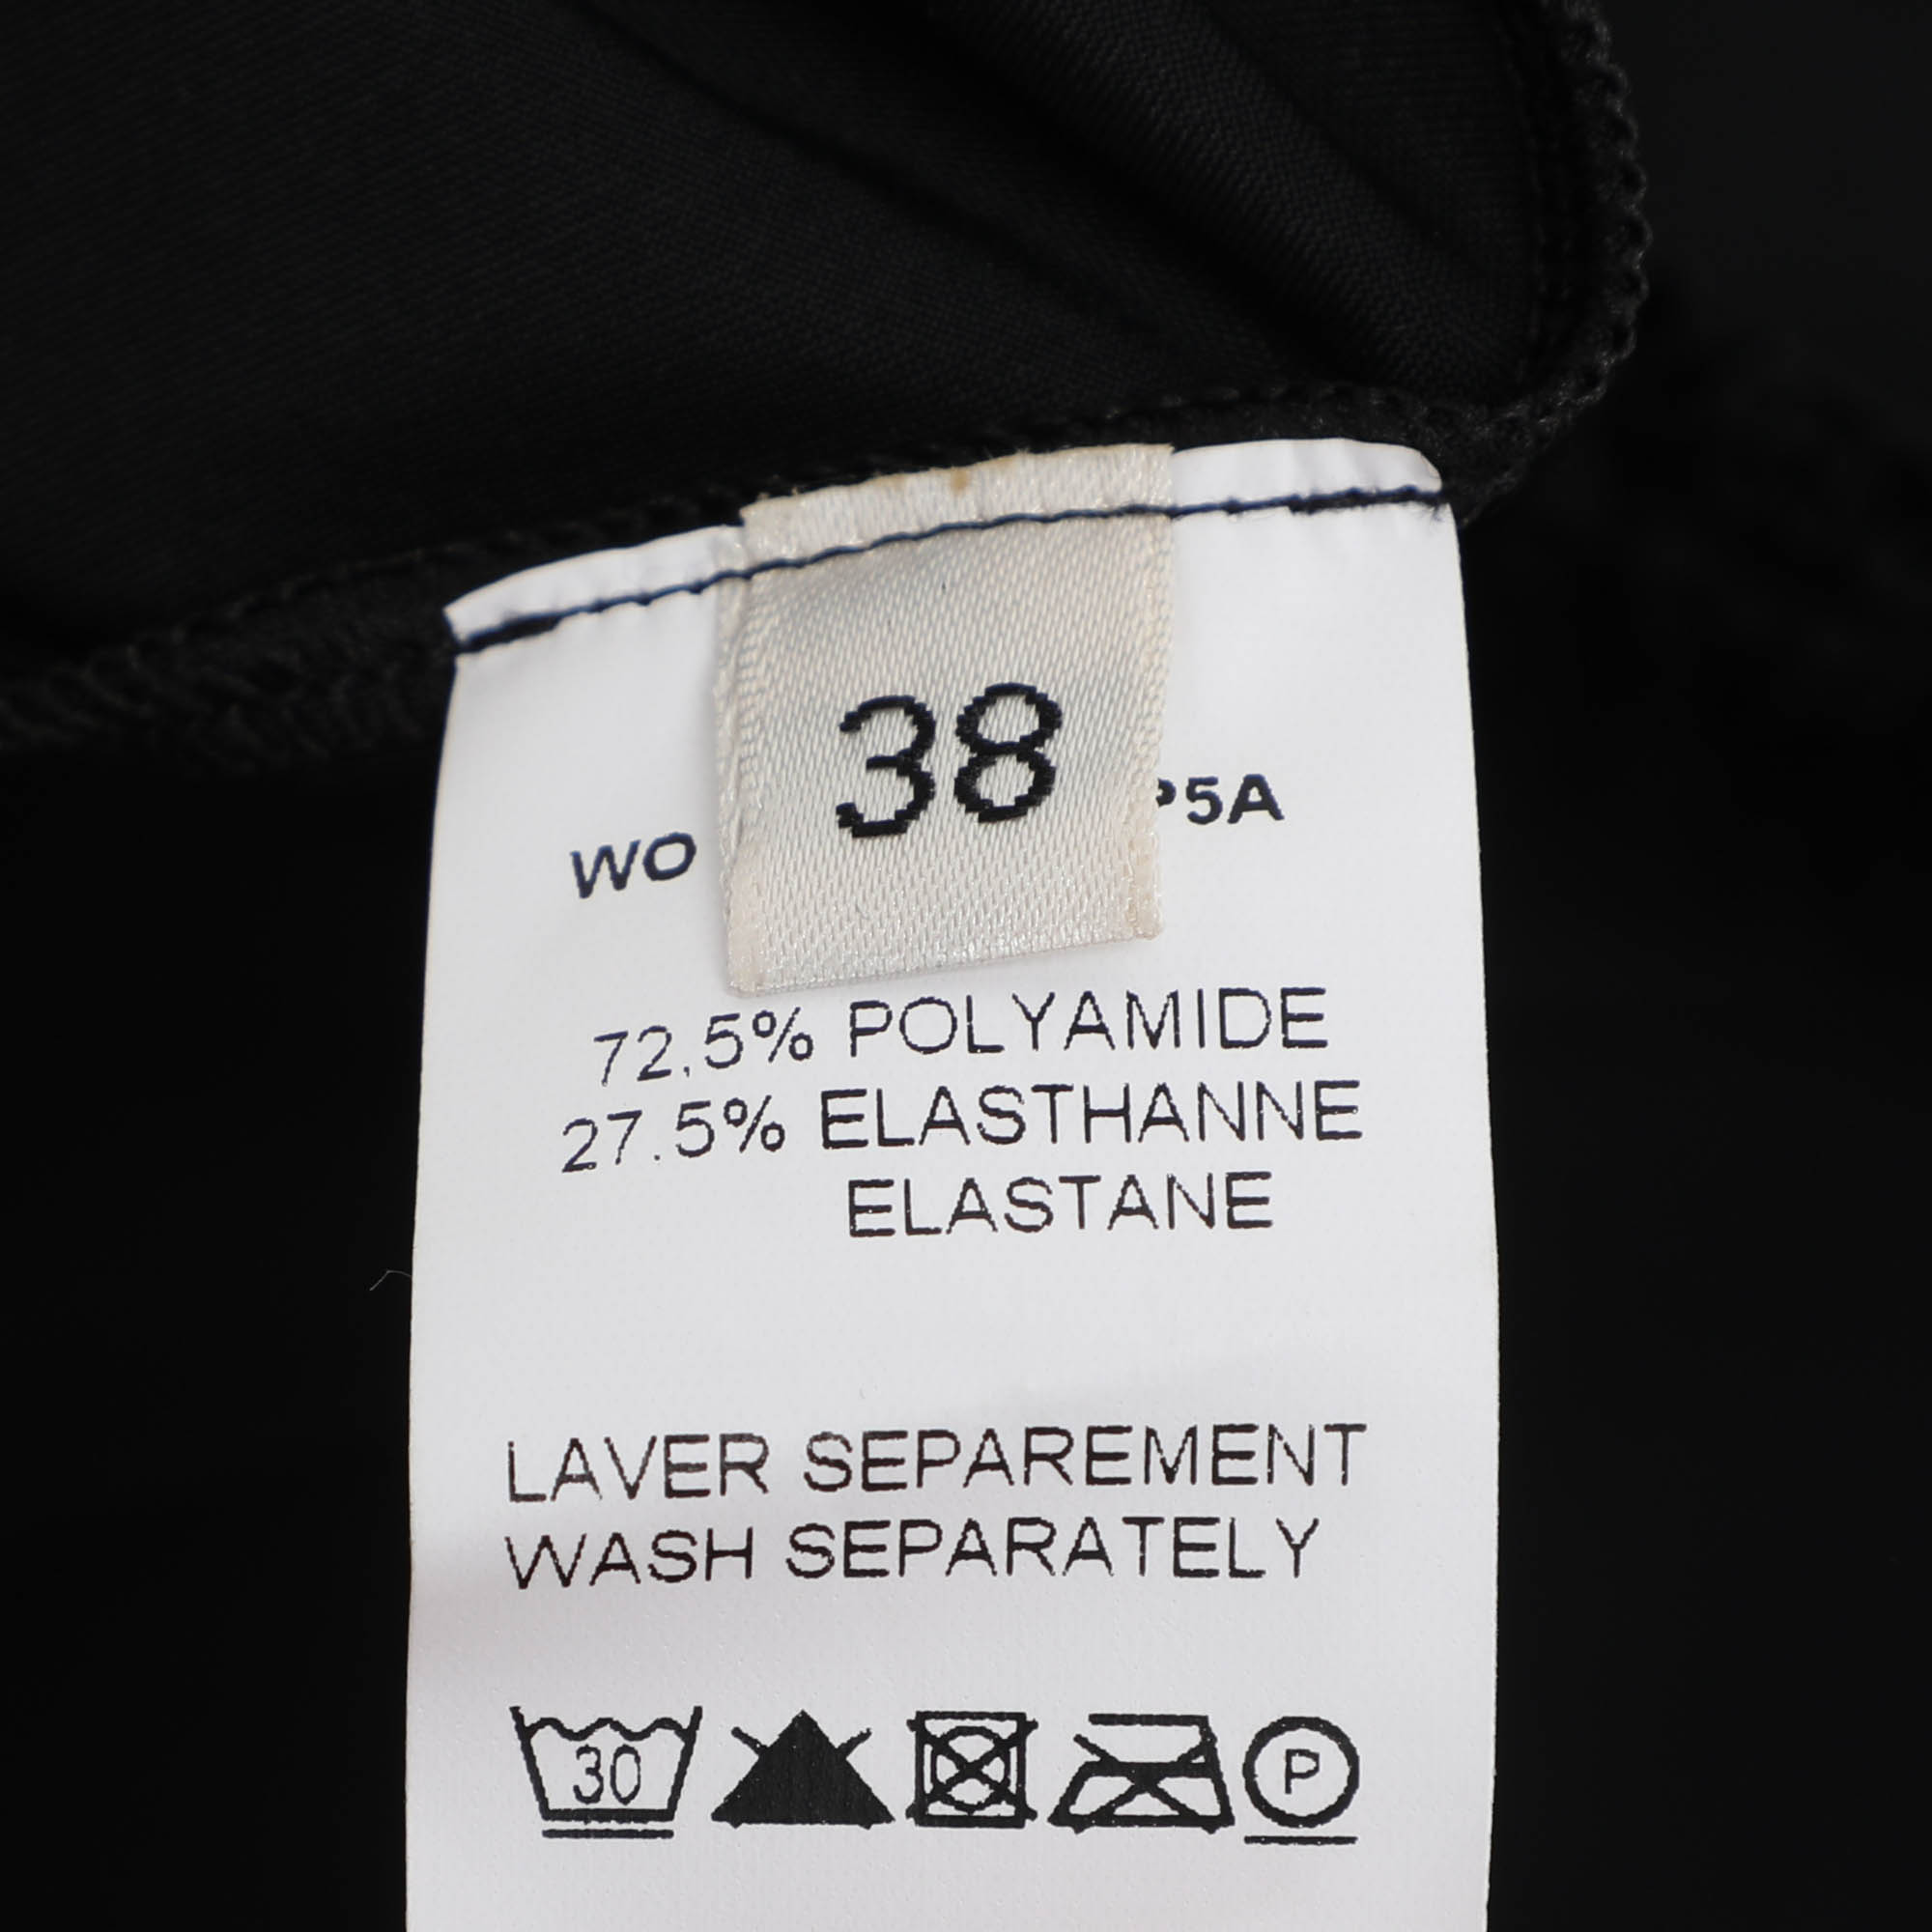 38
WO P5A
72.5% POLYAMIDE
27.5% ELASTHANNE
ELASTANE
LAVER SEPAREMENT
WASH SEPARATELY
30
P